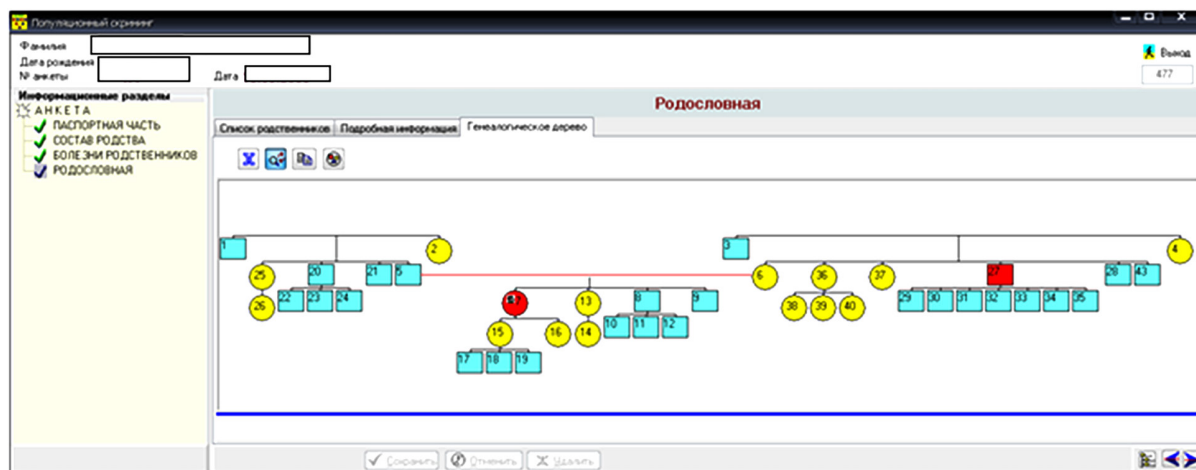 Популяционный скрининг
Фамилия
Дата рождения
№ анкеты Дата
Выход
477
Информационные разделы
АНКЕТА
ПАСПОРТНАЯ ЧАСТЬ
СОСТАВ РОДСТВА
БОЛЕЗНИ РОДСТВЕННИКОВ
РОДОСЛОВНАЯ
Родословная
Список родственников Подробная информация Генеалогическое дерево
1 2 3 4
25 20 21 5 6 36 37 27 28 43
26 22 23 24 13 8 9 38 39 40 29 30 31 32 33 34 35
15 16 14 10 11 12
17 18 19
Сохранить Отменить Удалить